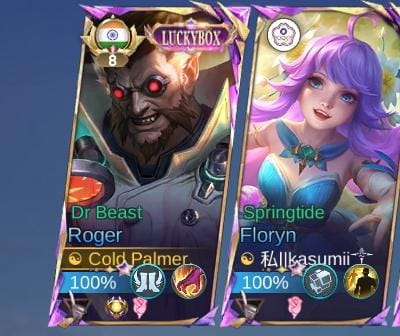 LUCKYBOX
8
Dr Beast
Roger
Cold Palmer
100%
Springtide
Floryn
私||kasumii
100%